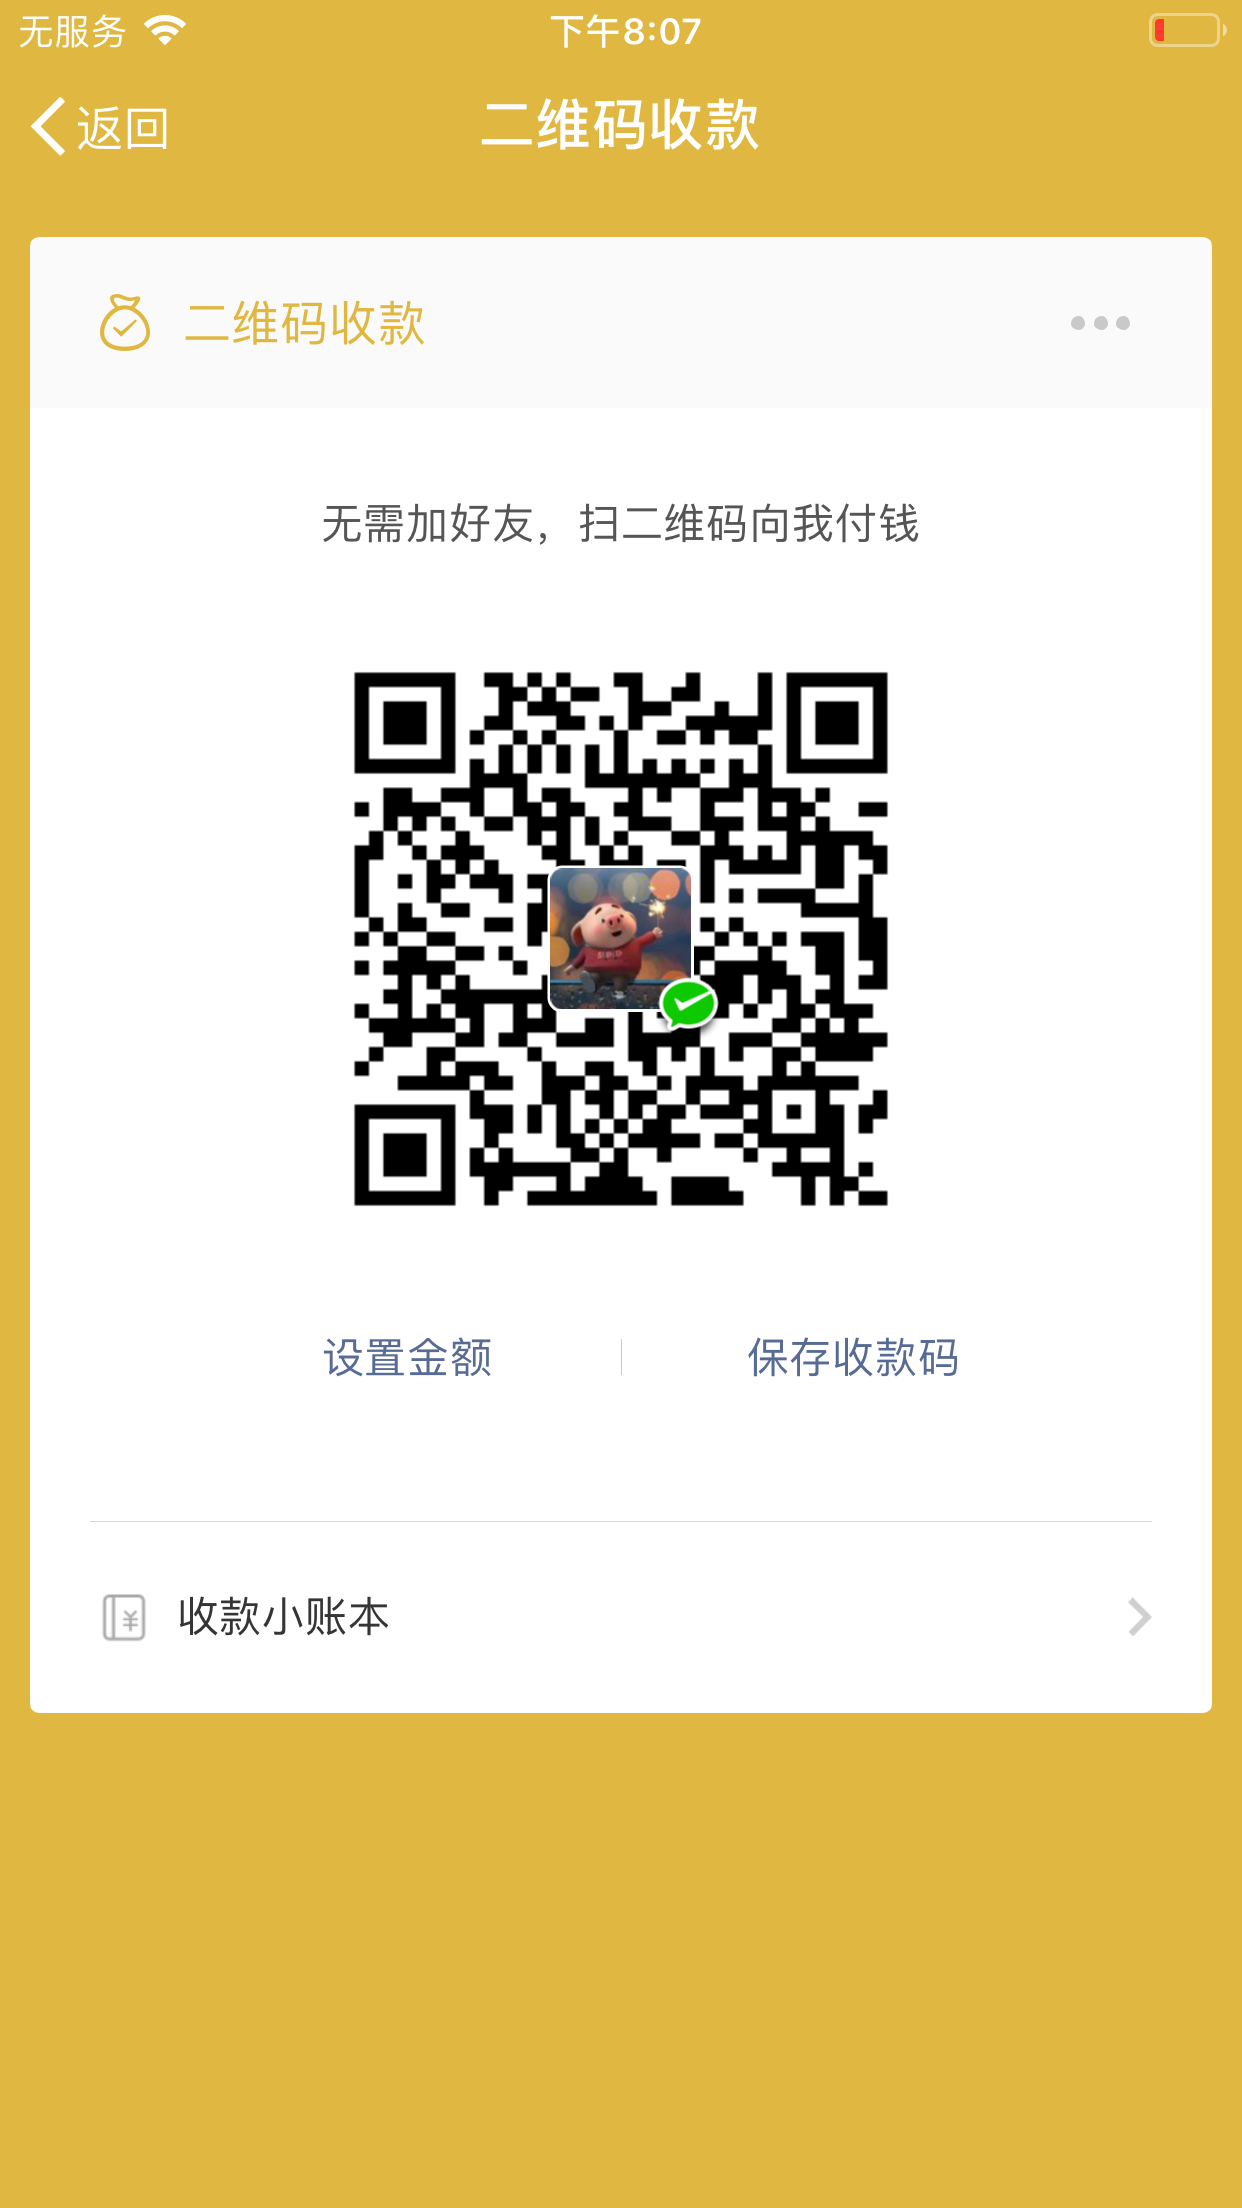 无服务 下午8:07
返回 二维码收款
二维码收款
无需加好友，扫二维码向我付钱
设置金额 保存收款码
收款小账本